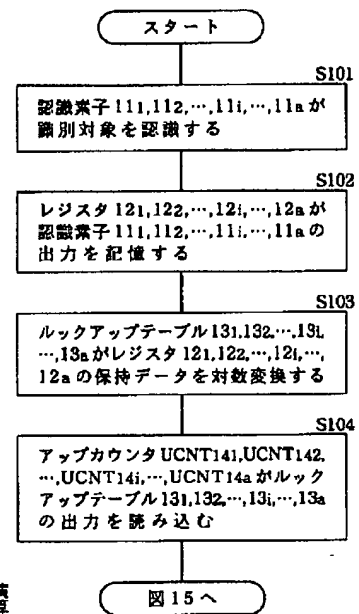 スタート
S101
認識素子111,112,…,11i,…,11aが
識別対象を認識する
S102
レジスタ121,122,…,12i,…,12aが
認識素子111,112,…,11i,…,11aの
出力を記憶する
S103
ルックアップテーブル131,132,…,13i,
…,13aがレジスタ121,122,…,12i,…,
12aの保持データを対数変換する
S104
アップカウンタUCNT141,UCNT142,
…,UCNT14i,…,UCNT14aがルック
アップテーブル131,132,…,13i,…,13a
の出力を読み込む
図15へ